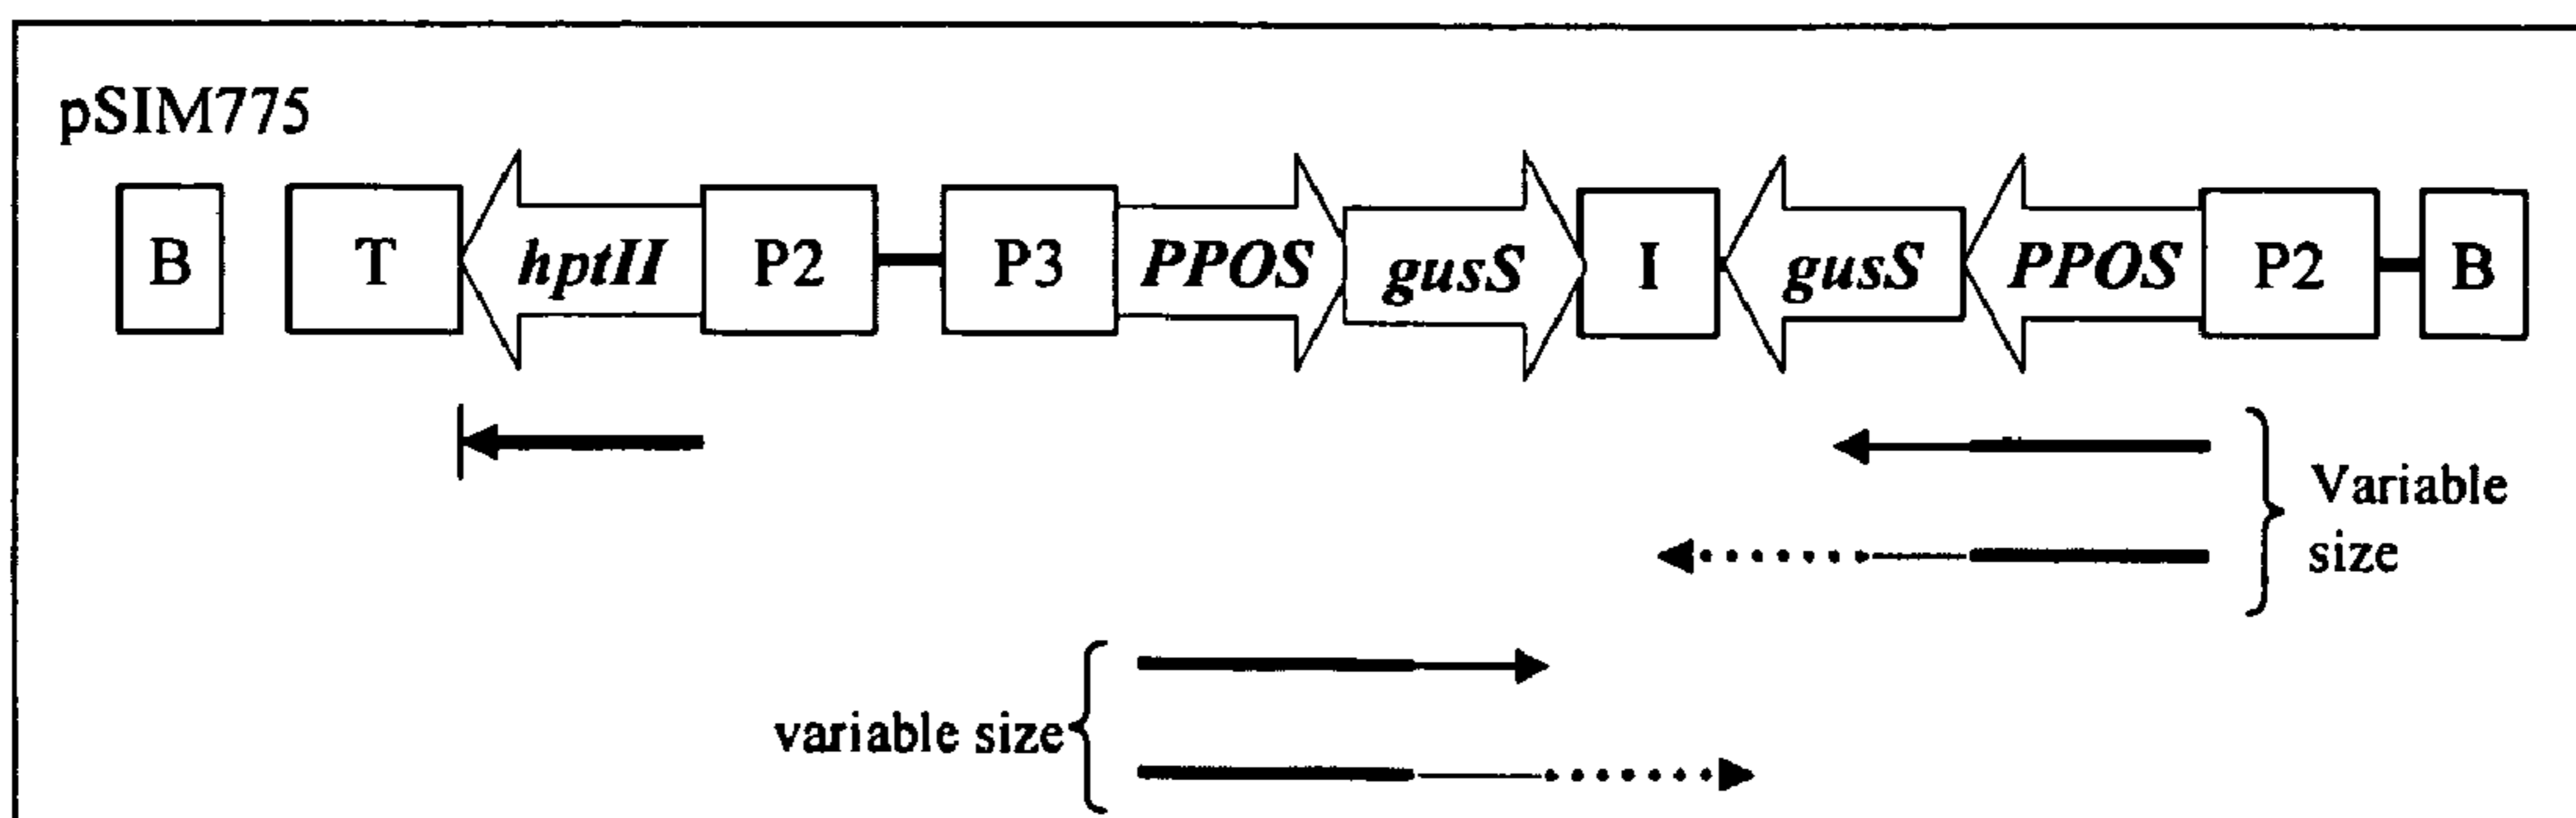 pSIM775
B T hptII P2 P3 PPOS gusS I gusS PPOS P2 B
Variable
size
variable size